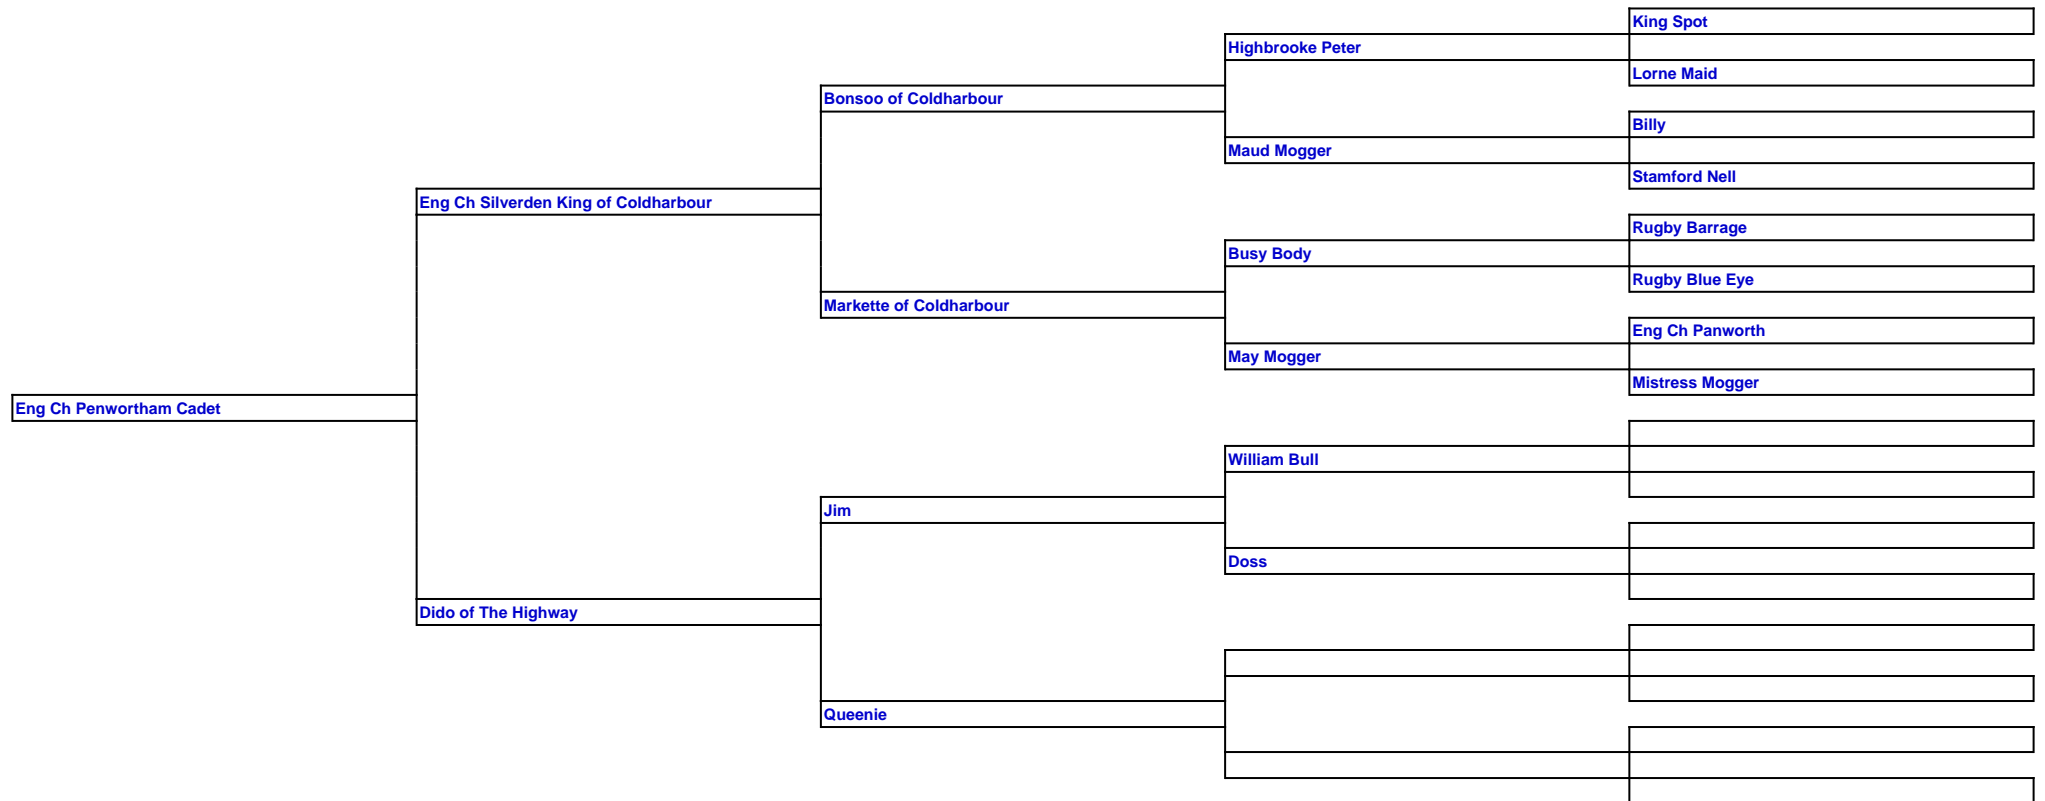 King Spot
Highbrooke Peter
Lorne Maid
Bonsoo of Coldharbour
Billy
Maud Mogger
Stamford Nell
Eng Ch Silverden King of Coldharbour
Rugby Barrage
Busy Body
Rugby Blue Eye
Markette of Coldharbour
Eng Ch Panworth
May Mogger
Mistress Mogger
Eng Ch Penwortham Cadet
William Bull
Jim
Doss
Dido of The Highway
Queenie